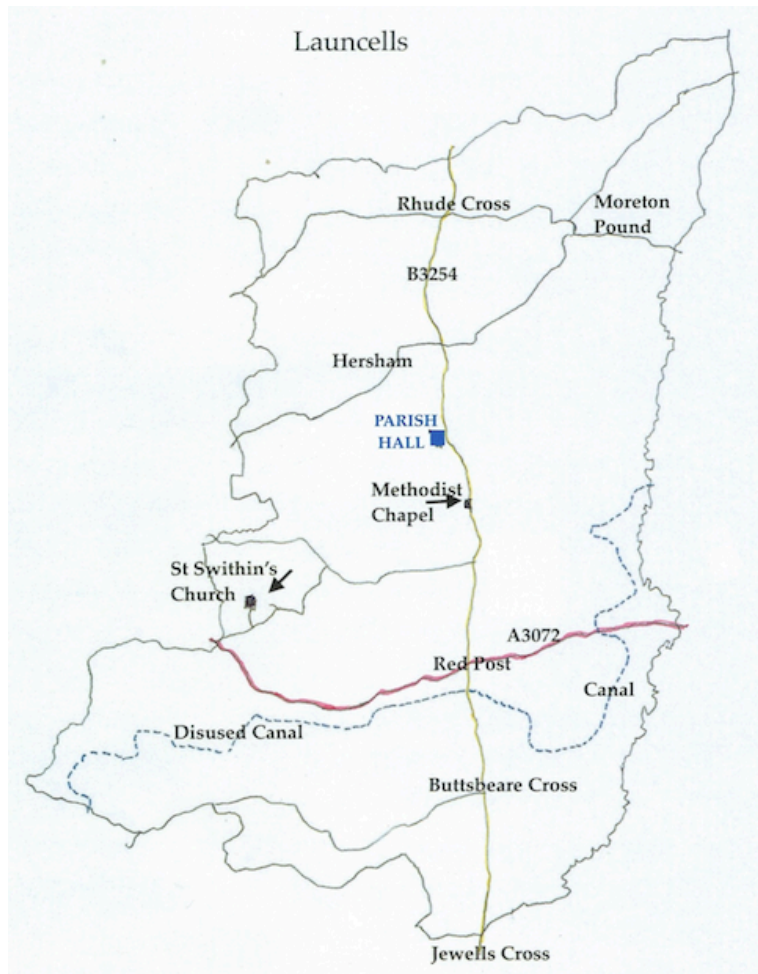 Launcells
Rhude Cross
Moreton
Pound
B3254
Hersham
PARISH
HALL
Methodist
Chapel
St Swithin's
Church
A3072
Red Post
Canal
Disused Canal
Buttsbeare Cross
Jewells Cross